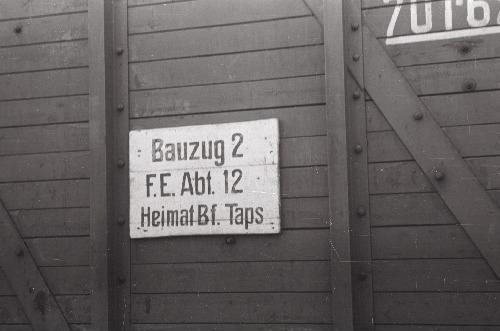 Bauzug 2
F.E. Abt. 12
Heimat Bf. Taps